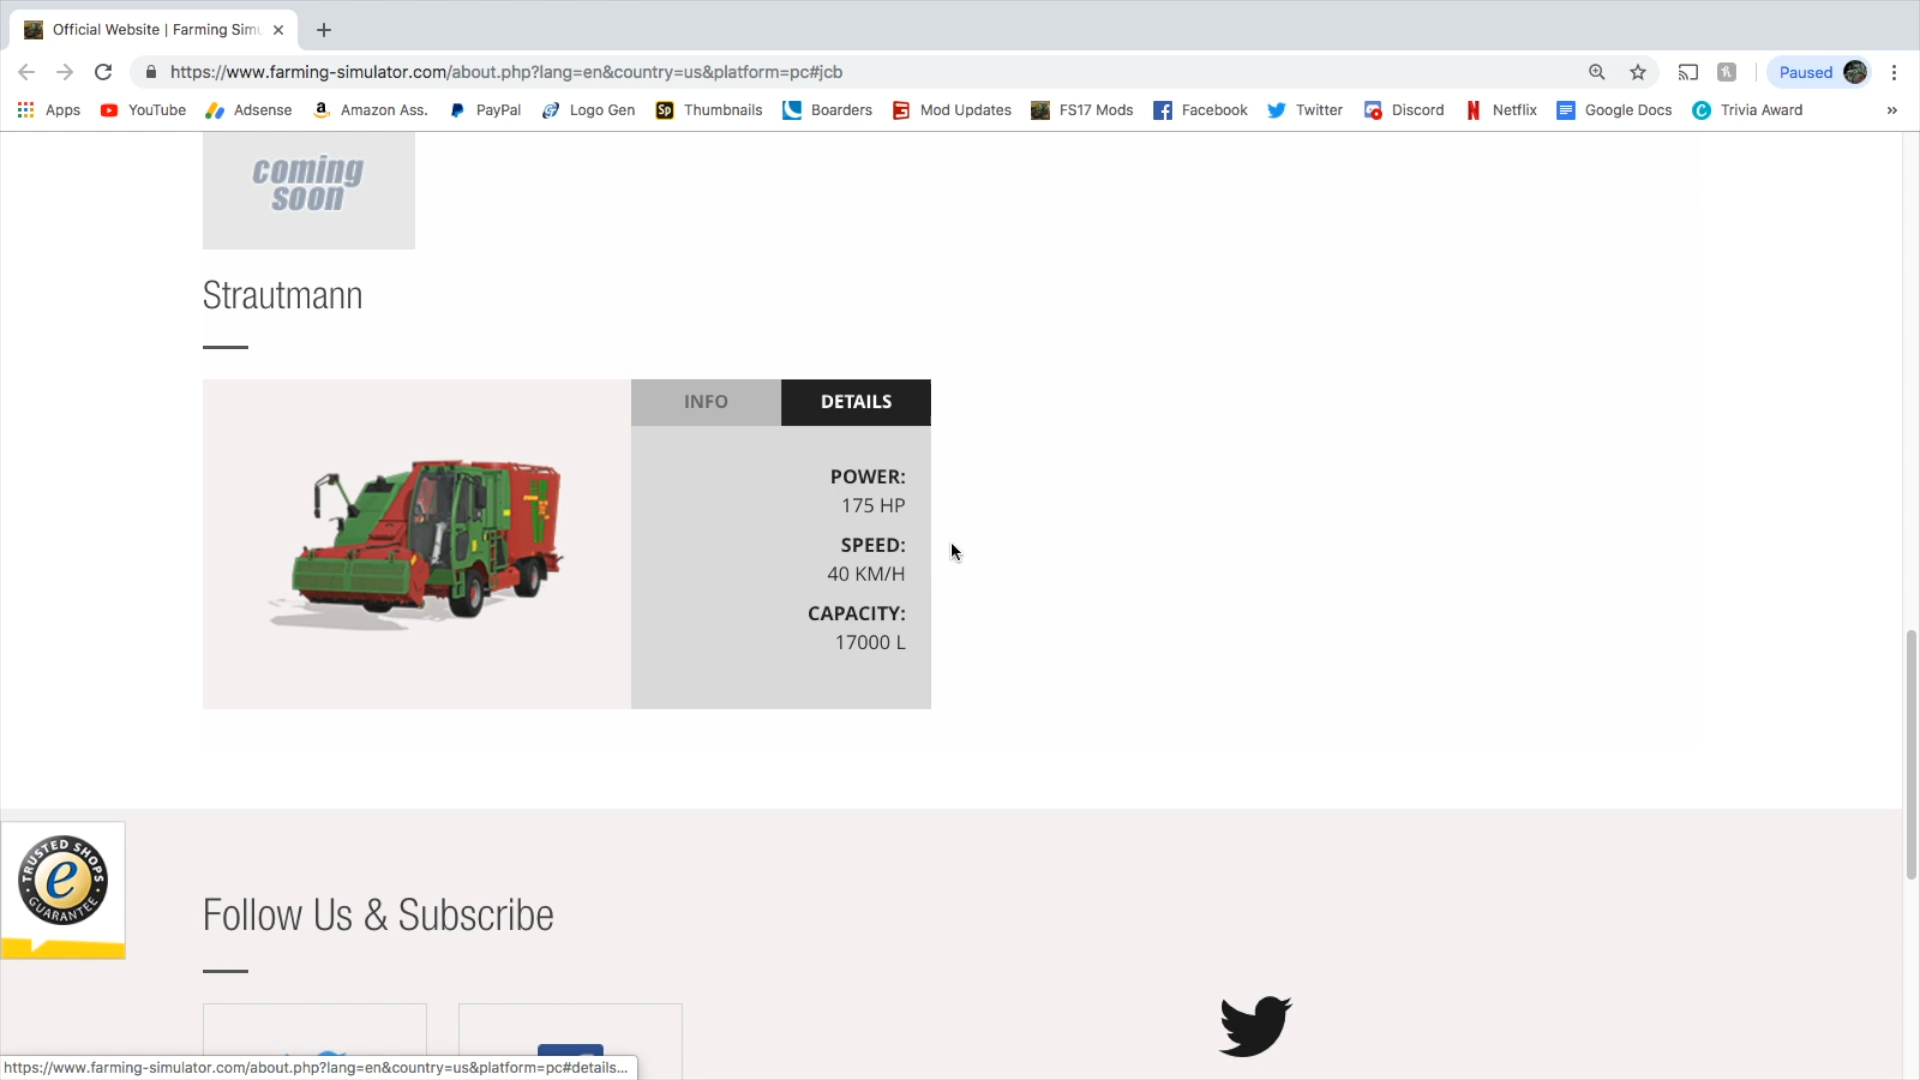 Official Website | Farming Simu
https://www.farming-simulator.com/about.php?lang=en&country=us&platform=pc#jcb
Paused
Apps
YouTube
Adsense
Amazon Ass.
PayPal
Logo Gen
Sp
Thumbnails
Boarders
Mod Updates
FS17 Mods
Facebook
Twitter
Discord
Netflix
Google Docs
Trivia Award
»
coming
soon
Strautmann
INFO
DETAILS
POWER:
175 HP
SPEED:
40 KM/H
CAPACITY:
17000 L
TRUSTED SHOPS
e
GUARANTEE
Follow Us & Subscribe
https://www.farming-simulator.com/about.php?lang=en&country=us&platform=pc#details...